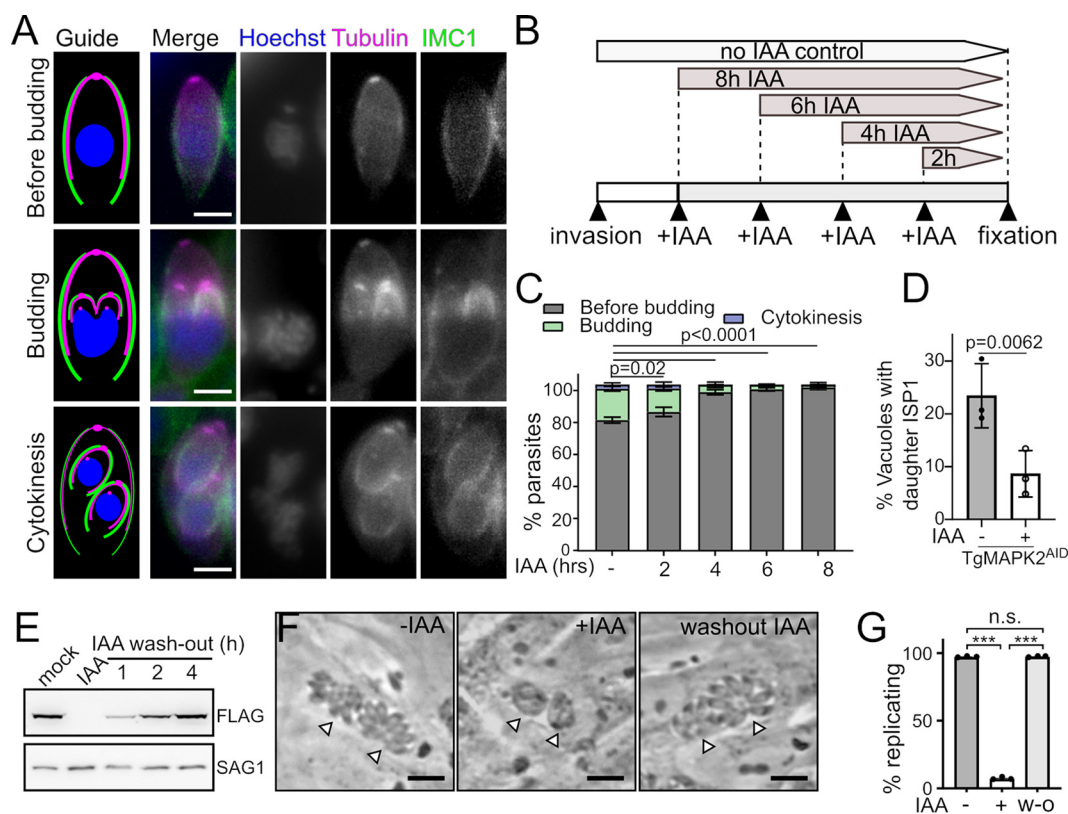 A
Guide Merge Hoechst Tubulin IMC1
Before budding
Budding
Cytokinesis
B
no IAA control
8h IAA
6h IAA
4h IAA
2h
invasion +IAA +IAA +IAA +IAA fixation
C
Before budding
Budding
Cytokinesis
p<0.0001
p=0.02
% parasites
100
80
60
40
20
0
IAA (hrs) - 2 4 6 8
D
p=0.0062
% Vacuoles with
daughter ISP1
30
20
10
0
IAA - +
TgMAPK2AID
E
IAA wash-out (h)
mock IAA 1 2 4
FLAG
SAG1
F
-IAA
+IAA
washout IAA
G
n.s.
*** ***
% replicating
100
50
0
IAA - + w-o